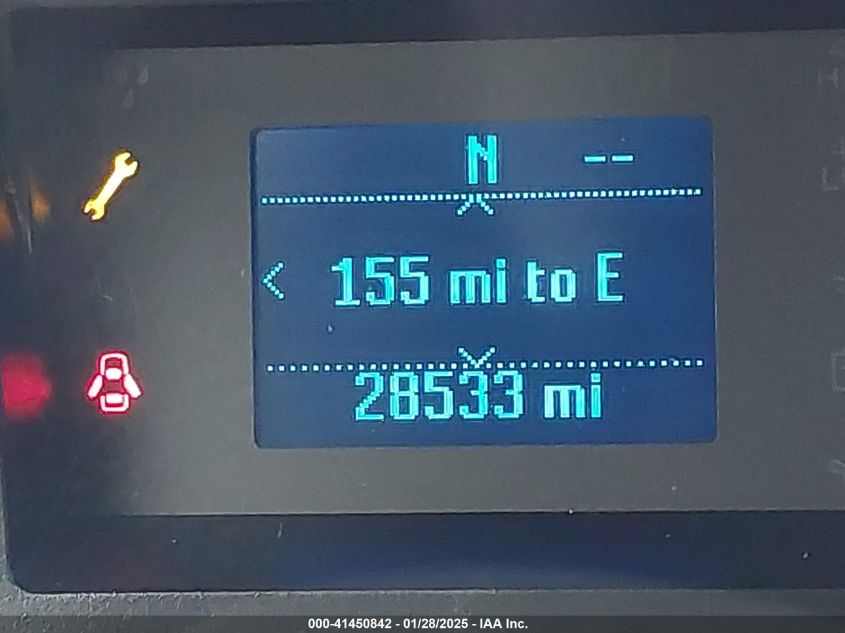 N --
155 mi to E
28533 mi
000-41450842 - 01/28/2025 - IAA Inc.